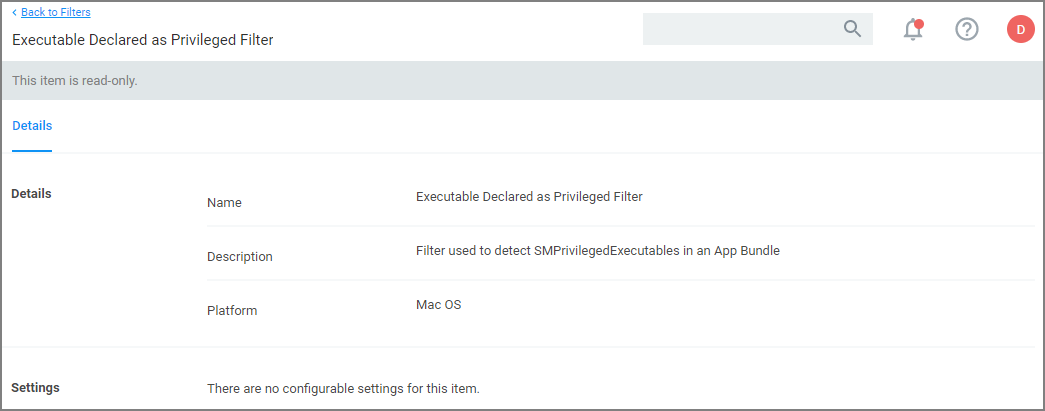 Back to Filters
Executable Declared as Privileged Filter
D
This item is read-only.
Details
Details
Name
Executable Declared as Privileged Filter
Description
Filter used to detect SMPrivilegedExecutables in an App Bundle
Platform
Mac OS
Settings
There are no configurable settings for this item.